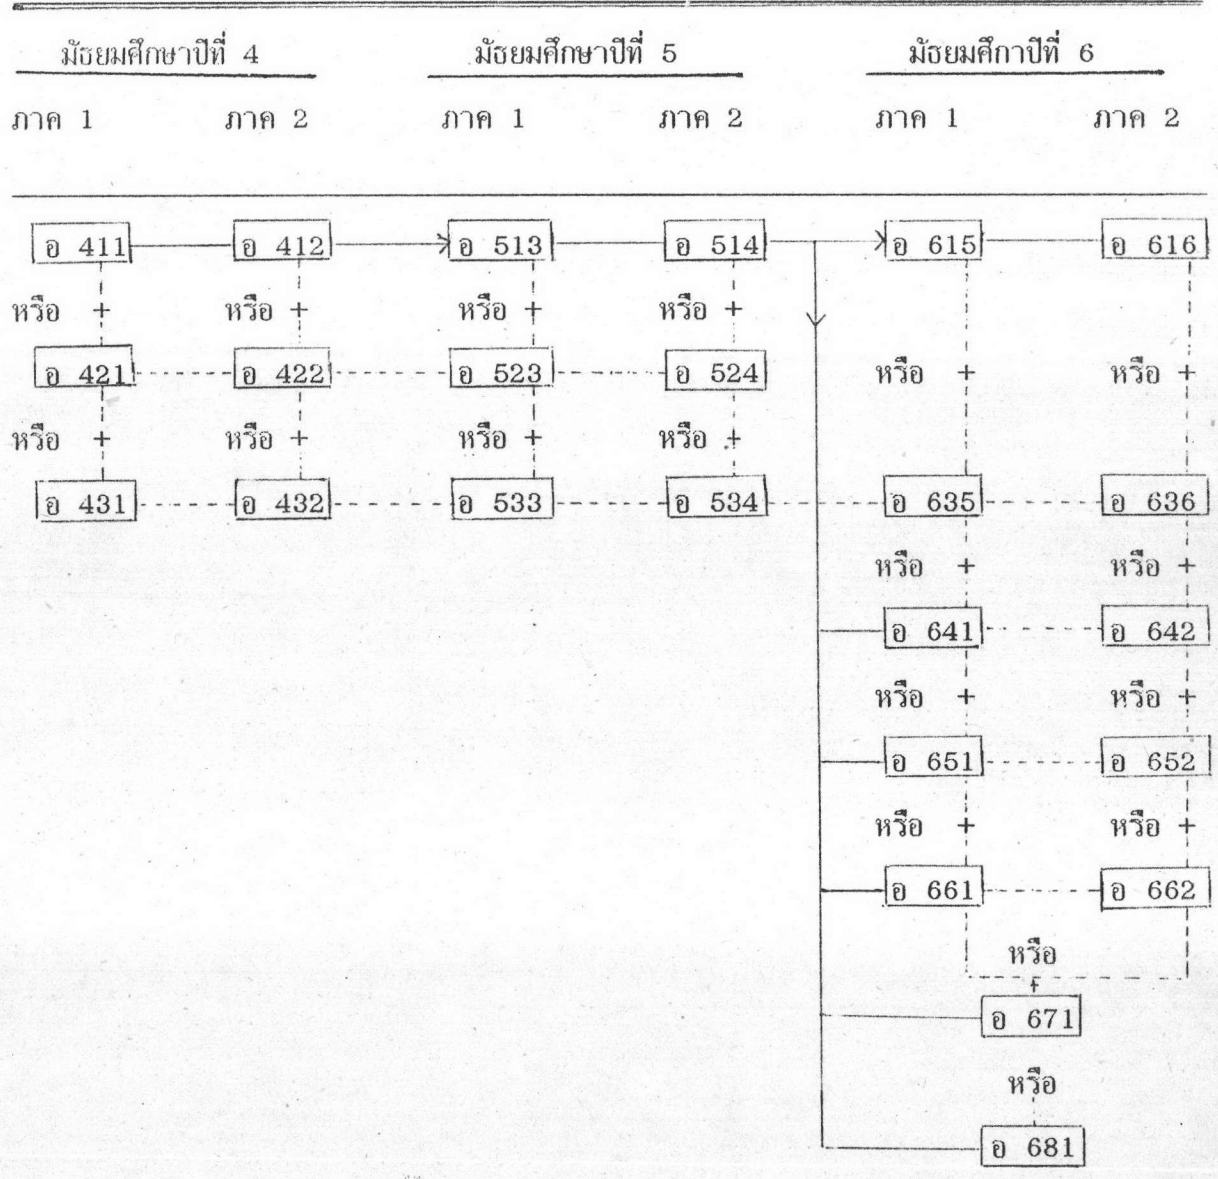 มัธยมศึกษาปีที่ 4 มัธยมศึกษาปีที่ 5 มัธยมศึกาปีที่ 6
ภาค 1 ภาค 2 ภาค 1 ภาค 2 ภาค 1 ภาค 2
อ 411 อ 412 อ 513 อ 514 อ 615 อ 616
หรือ + หรือ + หรือ + หรือ +
อ 421 อ 422 อ 523 อ 524 หรือ + หรือ +
หรือ + หรือ + หรือ + หรือ +
อ 431 อ 432 อ 533 อ 534 อ 635 อ 636
หรือ + หรือ +
อ 641 อ 642
หรือ + หรือ +
อ 651 อ 652
หรือ + หรือ +
อ 661 อ 662
หรือ
+
อ 671
หรือ
อ 681